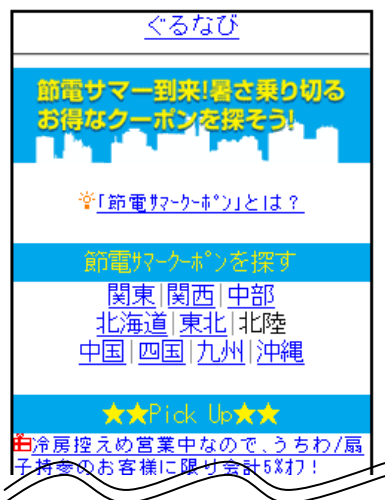 ぐるなび
節電サマー到来!暑さ乗り切る
お得なクーポンを探そう!
「節電ｻﾏｰｸｰﾎﾟﾝ」とは？
節電ｻﾏｰｸｰﾎﾟﾝを探す
関東|関西|中部
北海道|東北|北陸
中国|四国|九州|沖縄
★★Pick Up★★
冷房控えめ営業中なので､うちわ/扇
子持参のお客様に限り会計5%ｵﾌ！